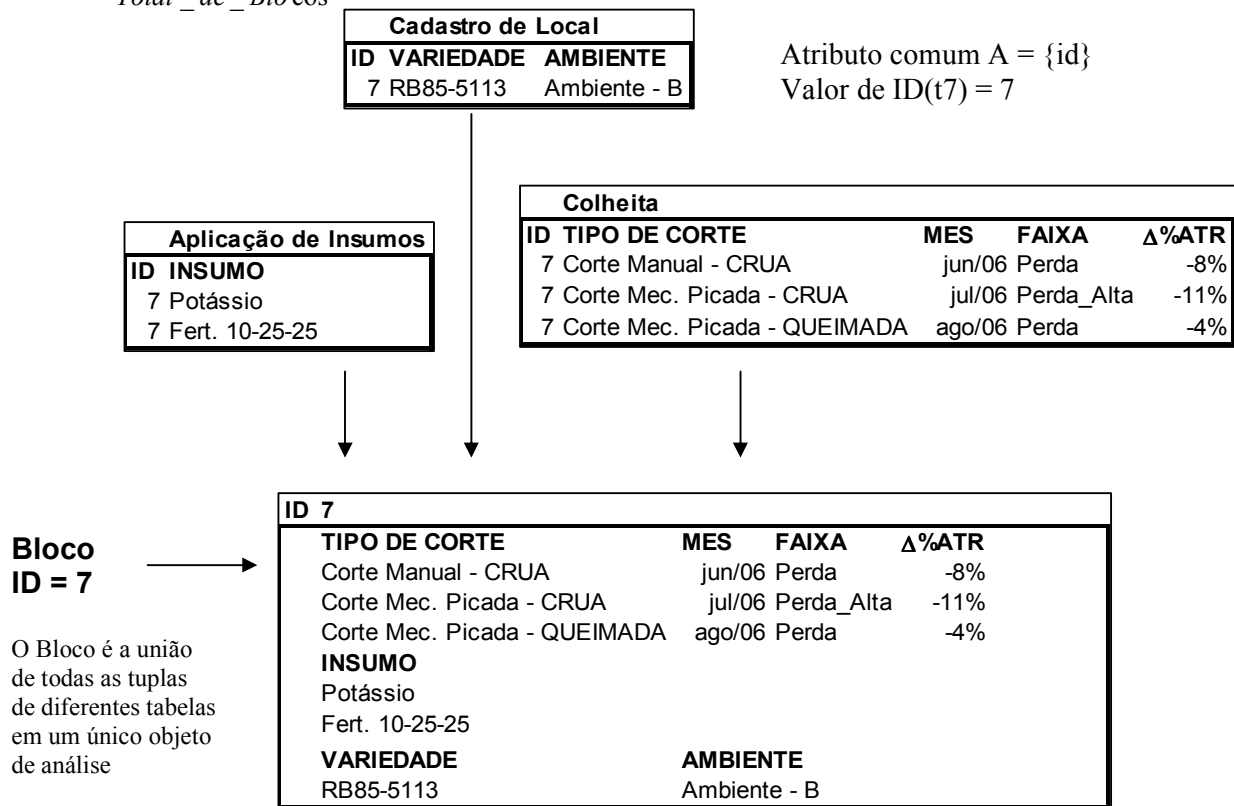 Total _ de _ Blocos
Cadastro de Local
ID VARIEDADE AMBIENTE
7 RB85-5113 Ambiente - B
Atributo comum A = {id}
Valor de ID(t7) = 7
Aplicação de Insumos
ID INSUMO
7 Potássio
7 Fert. 10-25-25
Colheita
ID TIPO DE CORTE MES FAIXA Δ%ATR
7 Corte Manual - CRUA jun/06 Perda -8%
7 Corte Mec. Picada - CRUA jul/06 Perda_Alta -11%
7 Corte Mec. Picada - QUEIMADA ago/06 Perda -4%
Bloco
ID = 7
O Bloco é a união
de todas as tuplas
de diferentes tabelas
em um único objeto
de análise
ID 7
TIPO DE CORTE MES FAIXA Δ%ATR
Corte Manual - CRUA jun/06 Perda -8%
Corte Mec. Picada - CRUA jul/06 Perda_Alta -11%
Corte Mec. Picada - QUEIMADA ago/06 Perda -4%
INSUMO
Potássio
Fert. 10-25-25
VARIEDADE AMBIENTE
RB85-5113 Ambiente - B